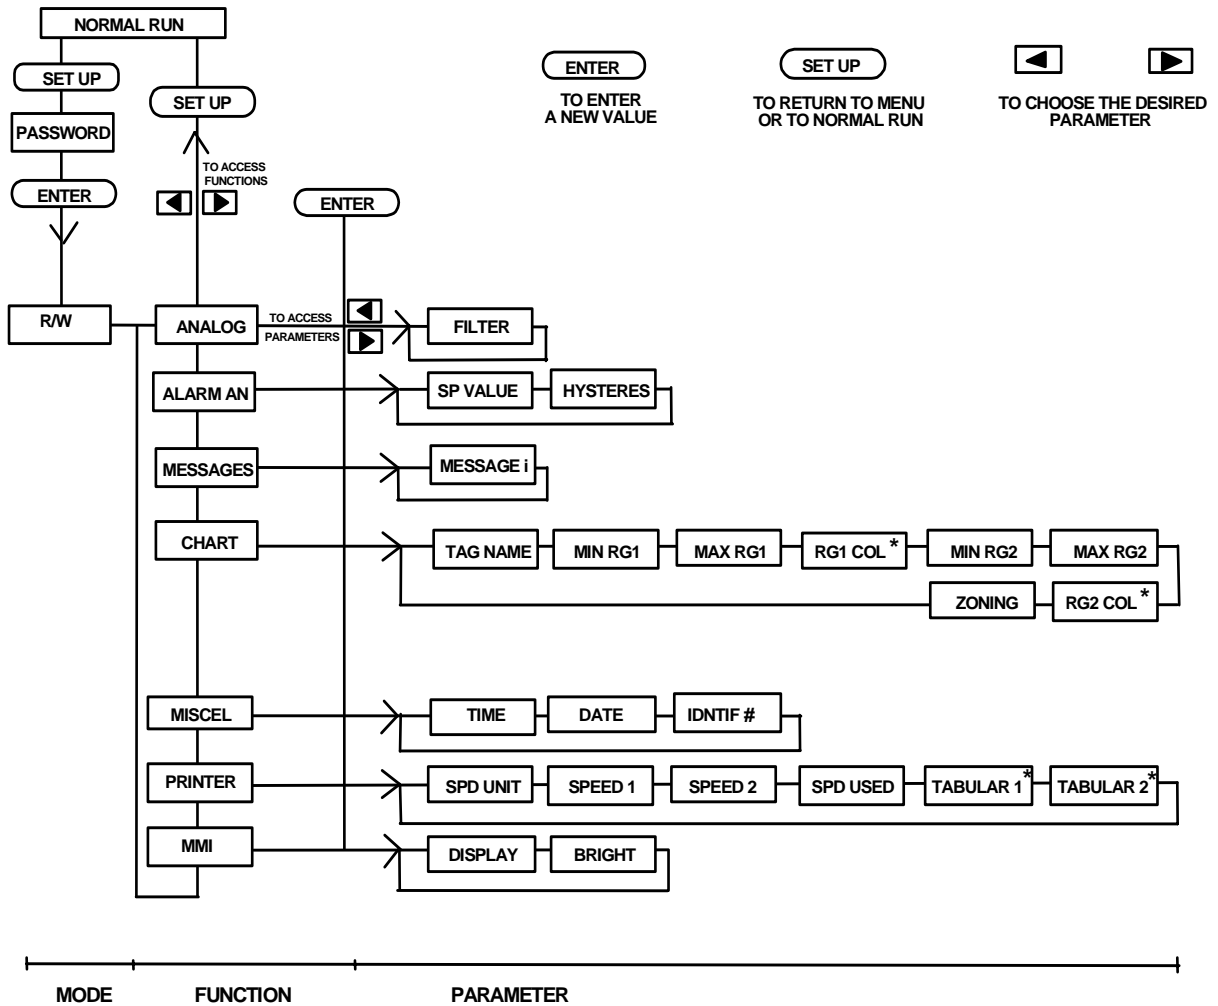 NORMAL RUN
SET UP
SET UP
PASSWORD
ENTER
TO ACCESS
FUNCTIONS
ENTER
ENTER
TO ENTER
A NEW VALUE
SET UP
TO RETURN TO MENU
OR TO NORMAL RUN
TO CHOOSE THE DESIRED
PARAMETER
R/W
ANALOG
TO ACCESS
PARAMETERS
FILTER
ALARM AN
SP VALUE
HYSTERES
MESSAGES
MESSAGE i
CHART
TAG NAME
MIN RG1
MAX RG1
RG1 COL *
MIN RG2
MAX RG2
ZONING
RG2 COL *
MISCEL
TIME
DATE
IDNTIF #
PRINTER
SPD UNIT
SPEED 1
SPEED 2
SPD USED
TABULAR 1*
TABULAR 2*
MMI
DISPLAY
BRIGHT
MODE
FUNCTION
PARAMETER